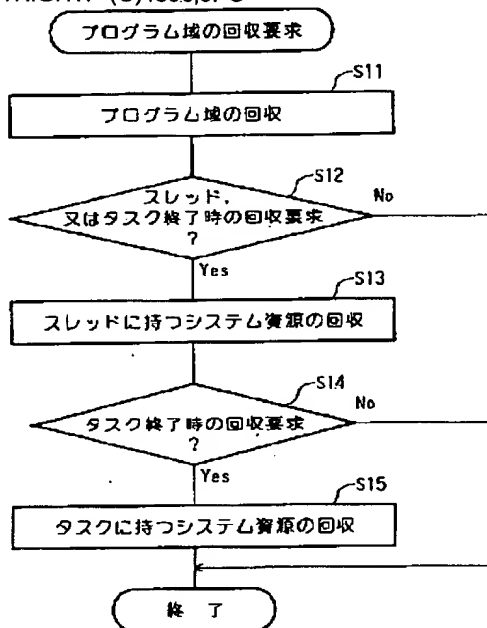 プログラム域の回収要求
S11
プログラム域の回収
S12
スレッド,
又はタスク終了時の回収要求
?
No
Yes
S13
スレッドに持つシステム資源の回収
S14
タスク終了時の回収要求
?
No
Yes
S15
タスクに持つシステム資源の回収
終 了